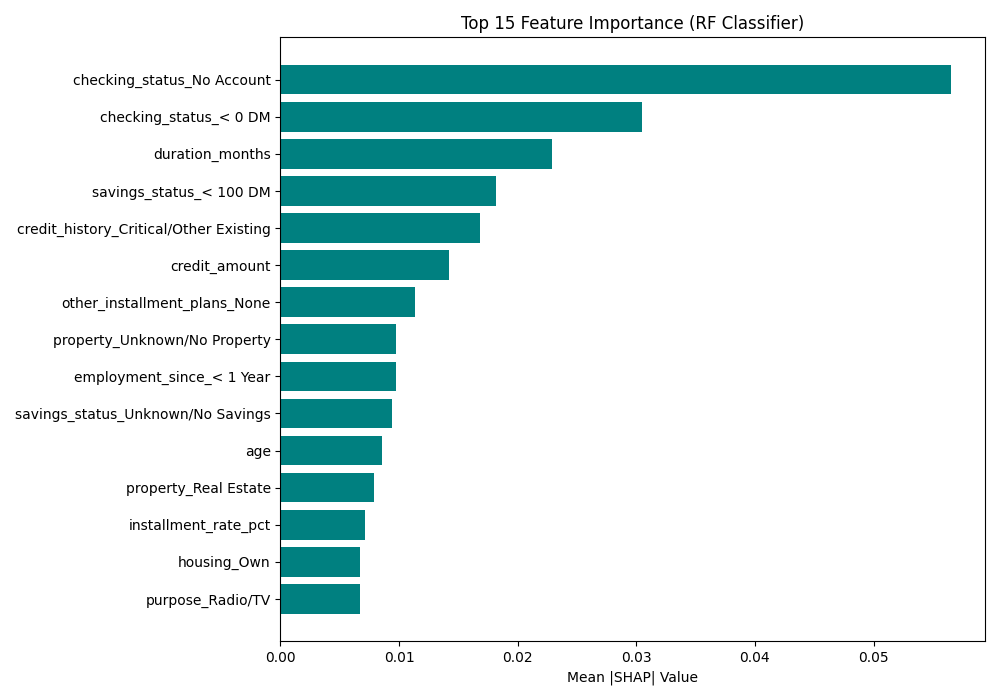 Top 15 Feature Importance (RF Classifier)
checking_status_No Account
checking_status_< 0 DM
duration_months
savings_status_< 100 DM
credit_history_Critical/Other Existing
credit_amount
other_installment_plans_None
property_Unknown/No Property
employment_since_< 1 Year
savings_status_Unknown/No Savings
age
property_Real Estate
installment_rate_pct
housing_Own
purpose_Radio/TV
0.00 0.01 0.02 0.03 0.04 0.05
Mean |SHAP| Value